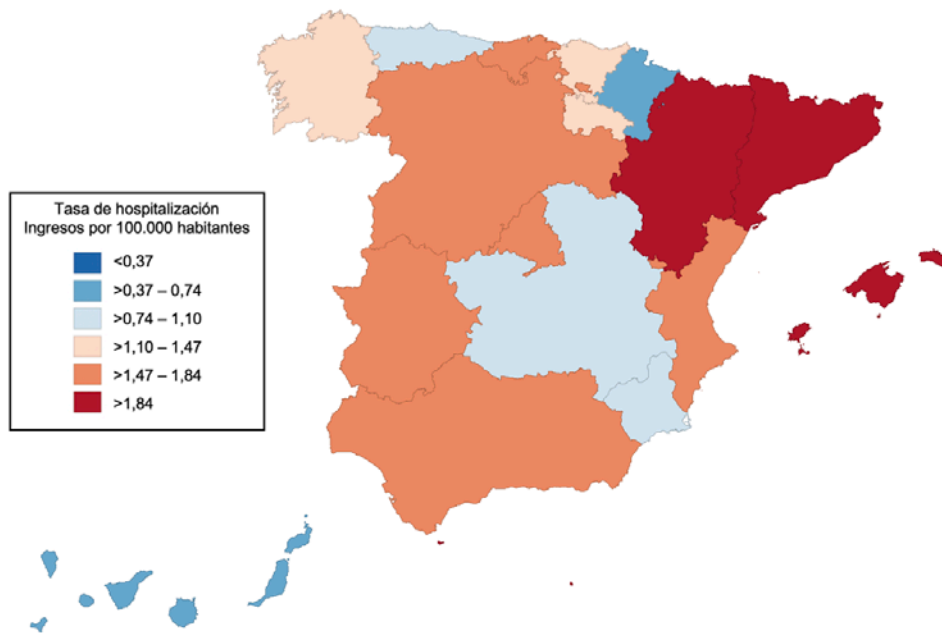 Tasa de hospitalización
Ingresos por 100.000 habitantes
<0,37
>0,37 – 0,74
>0,74 – 1,10
>1,10 – 1,47
>1,47 – 1,84
>1,84